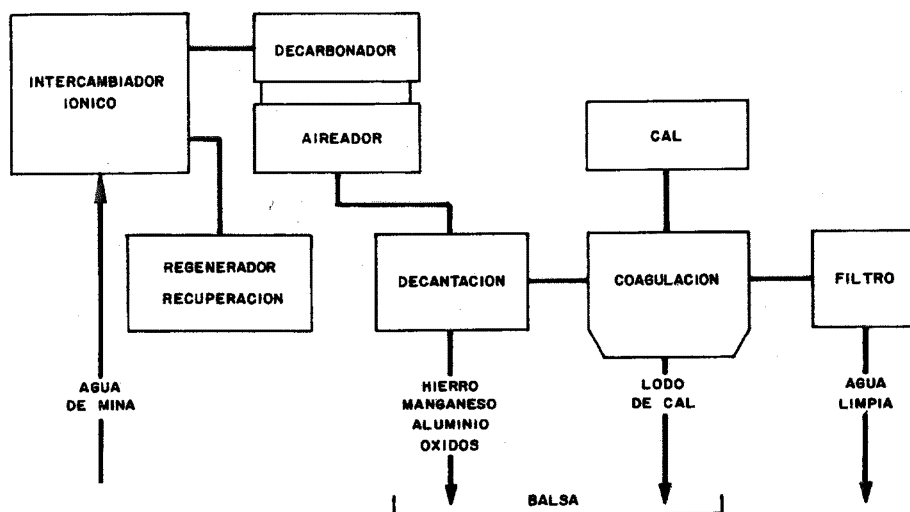 INTERCAMBIADOR
IONICO
DECARBONADOR
AIREADOR
CAL
REGENERADOR
RECUPERACION
DECANTACION
COAGULACION
FILTRO
AGUA
DE MINA
HIERRO
MANGANESO
ALUMINIO
OXIDOS
LODO
DE CAL
AGUA
LIMPIA
BALSA